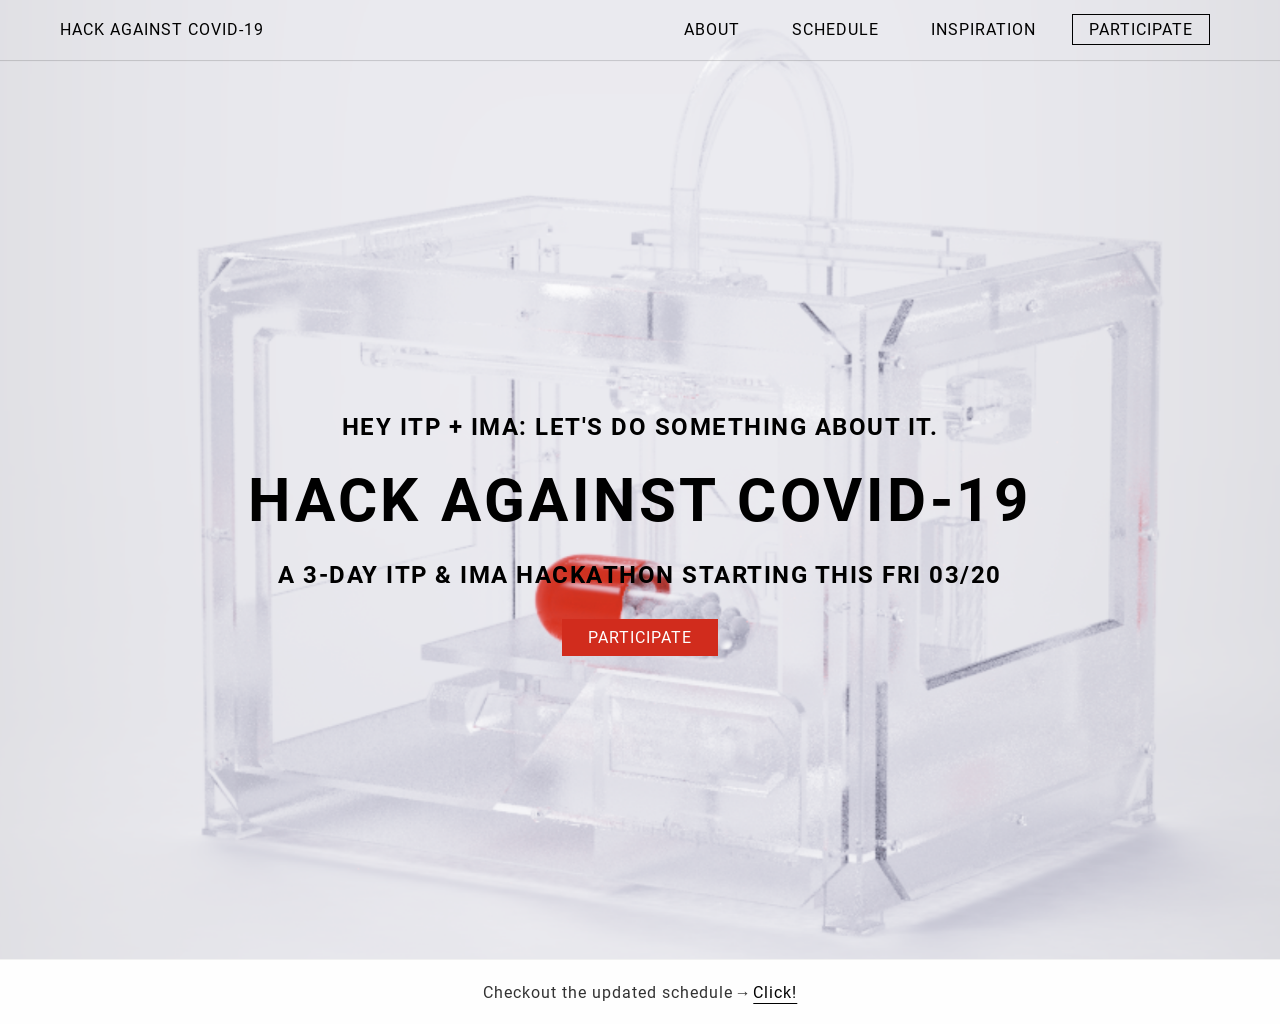 HACK AGAINST COVID-19
ABOUT SCHEDULE INSPIRATION PARTICIPATE
HEY ITP + IMA: LET'S DO SOMETHING ABOUT IT.
HACK AGAINST COVID-19
A 3-DAY ITP & IMA HACKATHON STARTING THIS FRI 03/20
PARTICIPATE
Checkout the updated schedule → Click!